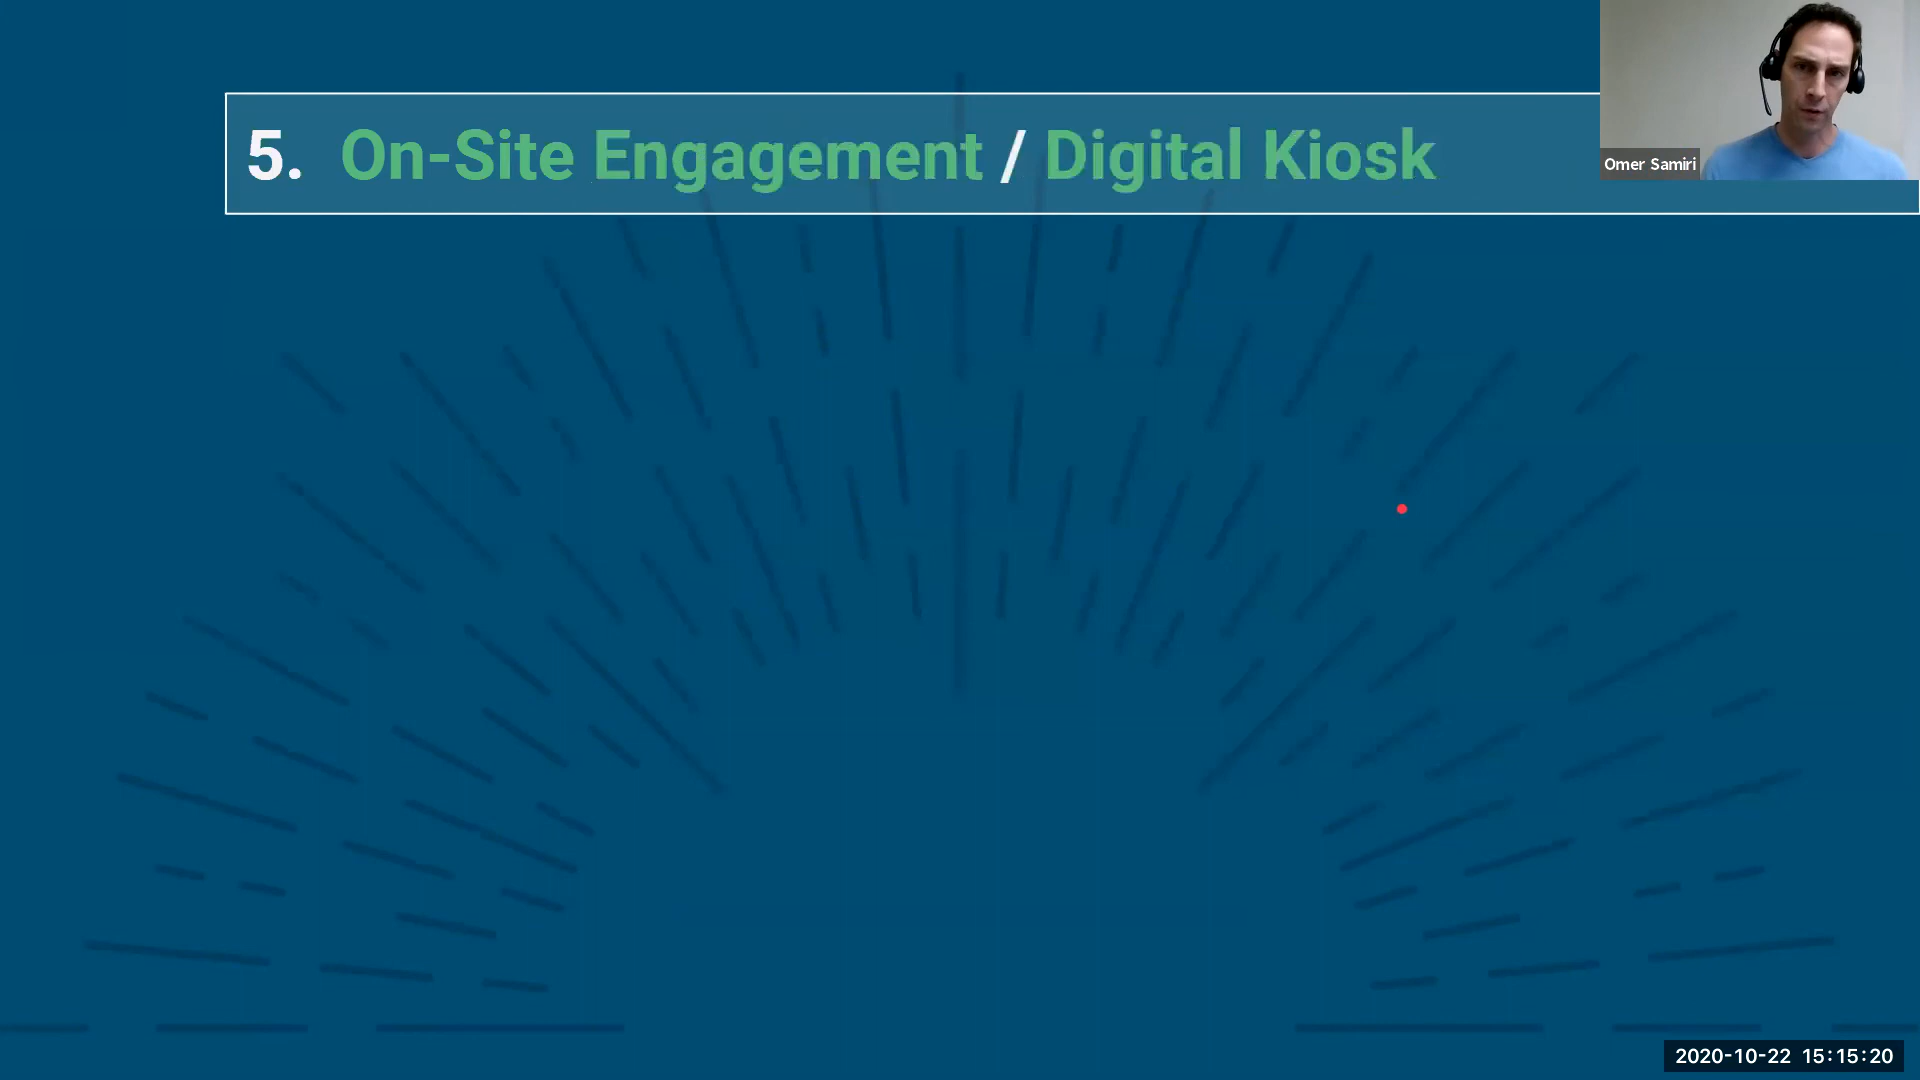 5. On-Site Engagement / Digital Kiosk
Omer Samiri
2020-10-22 15:15:20